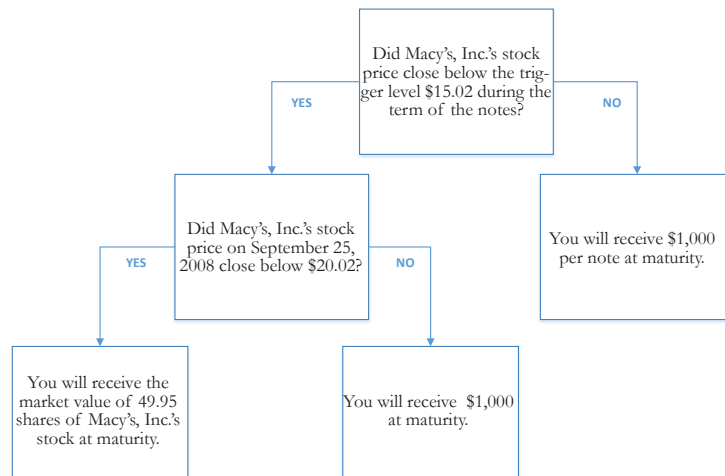 Did Macy's, Inc.'s stock
price close below the trig-
ger level $15.02 during the
term of the notes?
YES
NO
Did Macy's, Inc.'s stock
price on September 25,
2008 close below $20.02?
You will receive $1,000
per note at maturity.
YES
NO
You will receive the
market value of 49.95
shares of Macy's, Inc.'s
stock at maturity.
You will receive $1,000
at maturity.